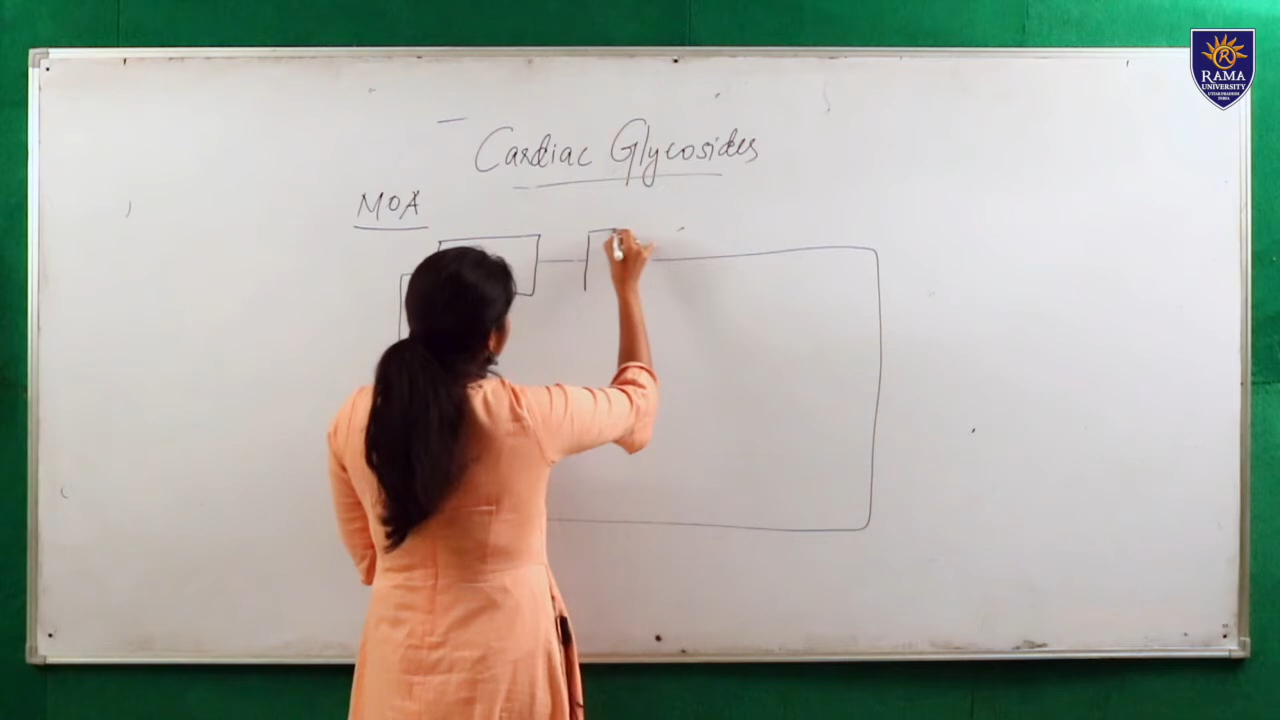 Cardiac Glycosides
MOA
RAMA
UNIVERSITY
UTTAR PRADESH
INDIA